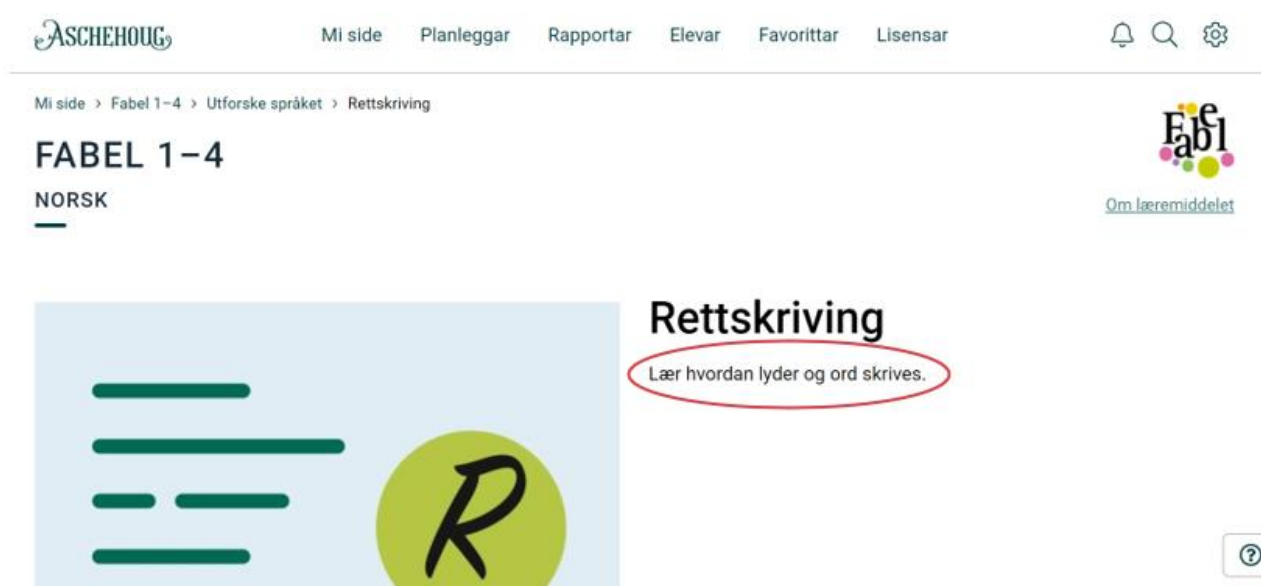 ASCHEHOUG
Mi side Planleggar Rapportar Elevar Favorittar Lisensar
Mi side > Fabel 1–4 > Utforske språket > Rettskriving
Fabel
FABEL 1–4
NORSK
Om læremiddelet
Rettskriving
Lær hvordan lyder og ord skrives.
R
?